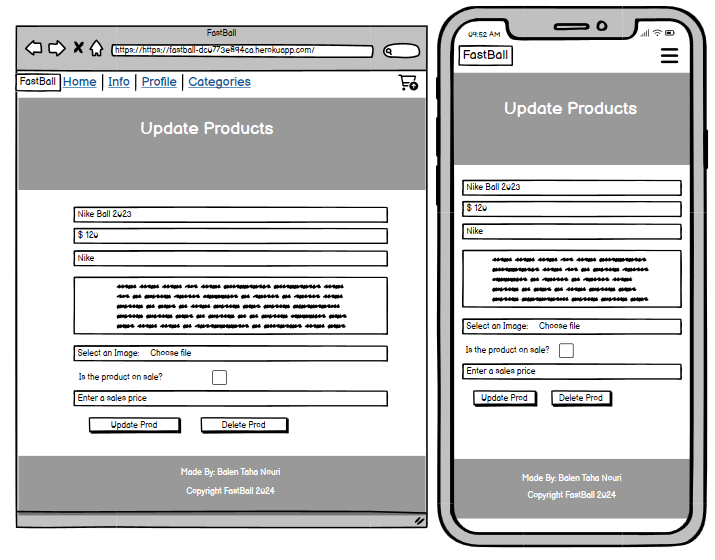 FastBall
https://https://fastball-dc0773e894ca.herokuapp.com/
FastBall Home Info Profile Categories
Update Products
Nike Ball 2023
$ 120
Nike
Select an Image: Choose file
Is the product on sale?
Enter a sales price
Update Prod Delete Prod
Made By: Balen Taha Nouri
Copyright FastBall 2024
09:52 AM
FastBall
Update Products
Nike Ball 2023
$ 120
Nike
Select an Image: Choose file
Is the product on sale?
Enter a sales price
Update Prod Delete Prod
Made By: Balen Taha Nouri
Copyright FastBall 2024